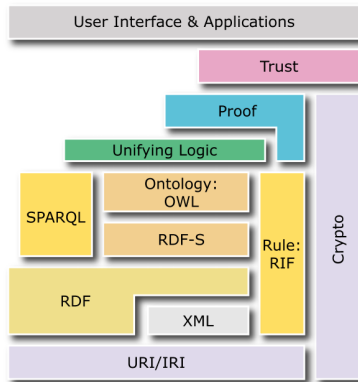 User Interface & Applications
Trust
Proof
Unifying Logic
Ontology:
OWL
SPARQL
RDF-S
Rule:
RIF
Crypto
RDF
XML
URI/IRI